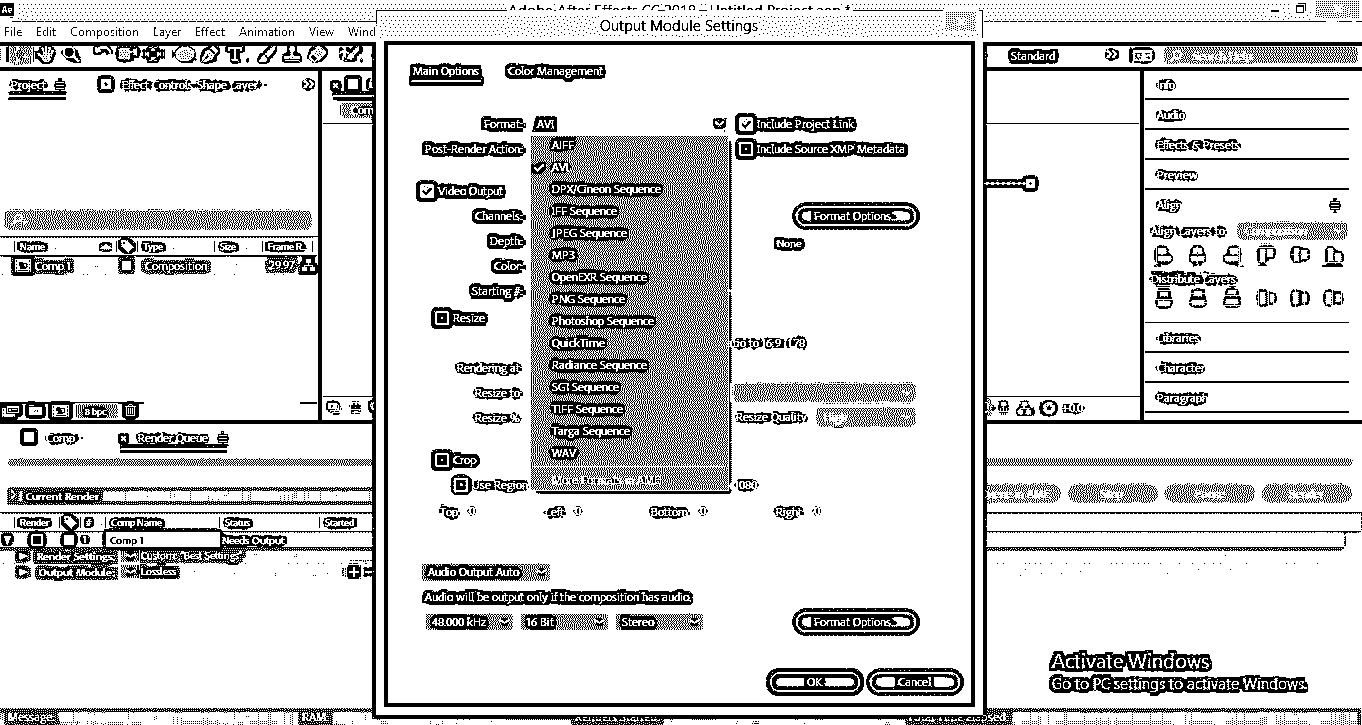 Adobe After Effects CC 2018 - Untitled Project.aep *
Output Module Settings
File Edit Composition Layer Effect Animation View Wind
Standard
Project
Effect Controls Shape Layer
Main Options Color Management
Info
Audio
Effects & Presets
Preview
Align
Align Layers to:
Distribute Layers:
Libraries
Character
Paragraph
Format: AVI
Include Project Link
Post-Render Action:
Include Source XMP Metadata
AIFF
AVI
DPX/Cineon Sequence
IFF Sequence
JPEG Sequence
MP3
OpenEXR Sequence
PNG Sequence
Photoshop Sequence
QuickTime
Radiance Sequence
SGI Sequence
TIFF Sequence
Targa Sequence
WAV
Video Output
Channels:
Format Options...
Depth:
None
Color:
Starting #:
Resize
Rendering at:
Resize to:
Resize %:
Resize Quality:
Crop
Use Region
1080
Top: 0 Left: 0 Bottom: 0 Right: 0
Audio Output Auto
Audio will be output only if the composition has audio.
48.000 kHz 16 Bit Stereo
Format Options...
OK Cancel
Name Type Size Frame R..
Comp 1 Composition 29.97
8 bpc
Comp
Render Queue
Current Render
Render # Comp Name Status Started
1 Comp 1 Needs Output
Render Settings: Custom: "Best Settings"
Output Module: Lossless
Activate Windows
Go to PC settings to activate Windows.
Message:
RAM: